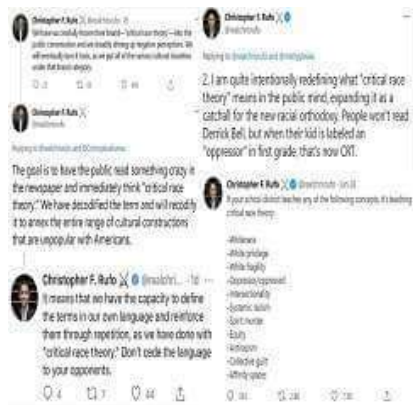 Christopher F. Rufo
We have successfully frozen their brand—"critical race theory"—into the
public conversation and are steadily driving up negative perceptions. We
will eventually turn it toxic, as we put all of the various cultural insanities
under that brand category.
Christopher F. Rufo
Replying to
The goal is to have the public read something crazy in
the newspaper and immediately think "critical race
theory." We have decodified the term and will recodify
it to annex the entire range of cultural constructions
that are unpopular with Americans.
Christopher F. Rufo @realchri...
It means that we have the capacity to define
the terms in our own language and reinforce
them through repetition, as we have done with
"critical race theory." Don't cede the language
to your opponents.
4 44
Christopher F. Rufo
Replying to
2. I am quite intentionally redefining what "critical race
theory" means in the public mind, expanding it as a
catchall for the new racial orthodoxy. People won't read
Derrick Bell, but when their kid is labeled an
"oppressor" in first grade, that's now CRT.
Christopher F. Rufo
If your school district teaches any of the following concepts, it's teaching
critical race theory:
-Whiteness
-White privilege
-White fragility
-Oppressor/oppressed
-Intersectionality
-Systemic racism
-Spirit murder
-Equity
-Antiracism
-Collective guilt
-Affinity spaces